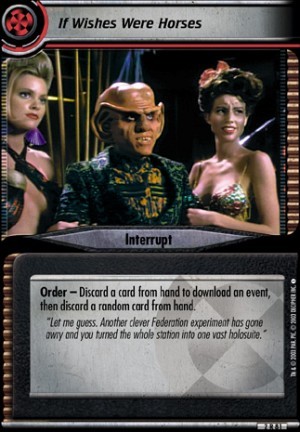 If Wishes Were Horses
Interrupt
Order – Discard a card from hand to download an event,
then discard a random card from hand.
"Let me guess. Another clever Federation experiment has gone
awry and you turned the whole station into one vast holosuite."